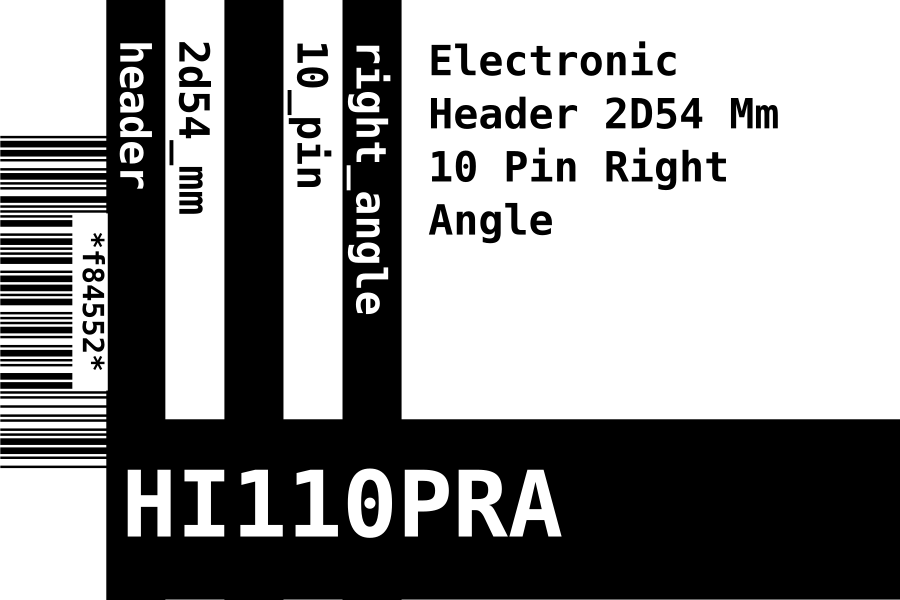 *f84552*
header
2d54_mm
10_pin
right_angle
Electronic
Header 2D54 Mm
10 Pin Right
Angle
HI110PRA